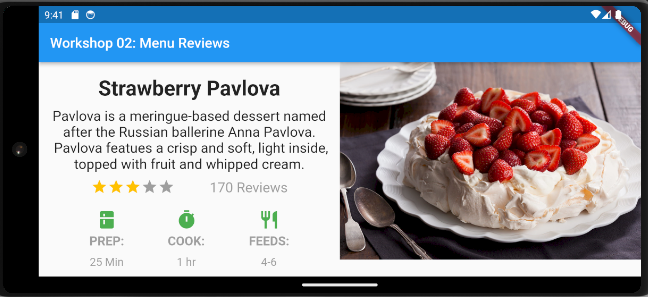 9:41
DEBUG
Workshop 02: Menu Reviews
Strawberry Pavlova
Pavlova is a meringue-based dessert named
after the Russian ballerine Anna Pavlova.
Pavlova featues a crisp and soft, light inside,
topped with fruit and whipped cream.
170 Reviews
PREP: COOK: FEEDS:
25 Min 1 hr 4-6